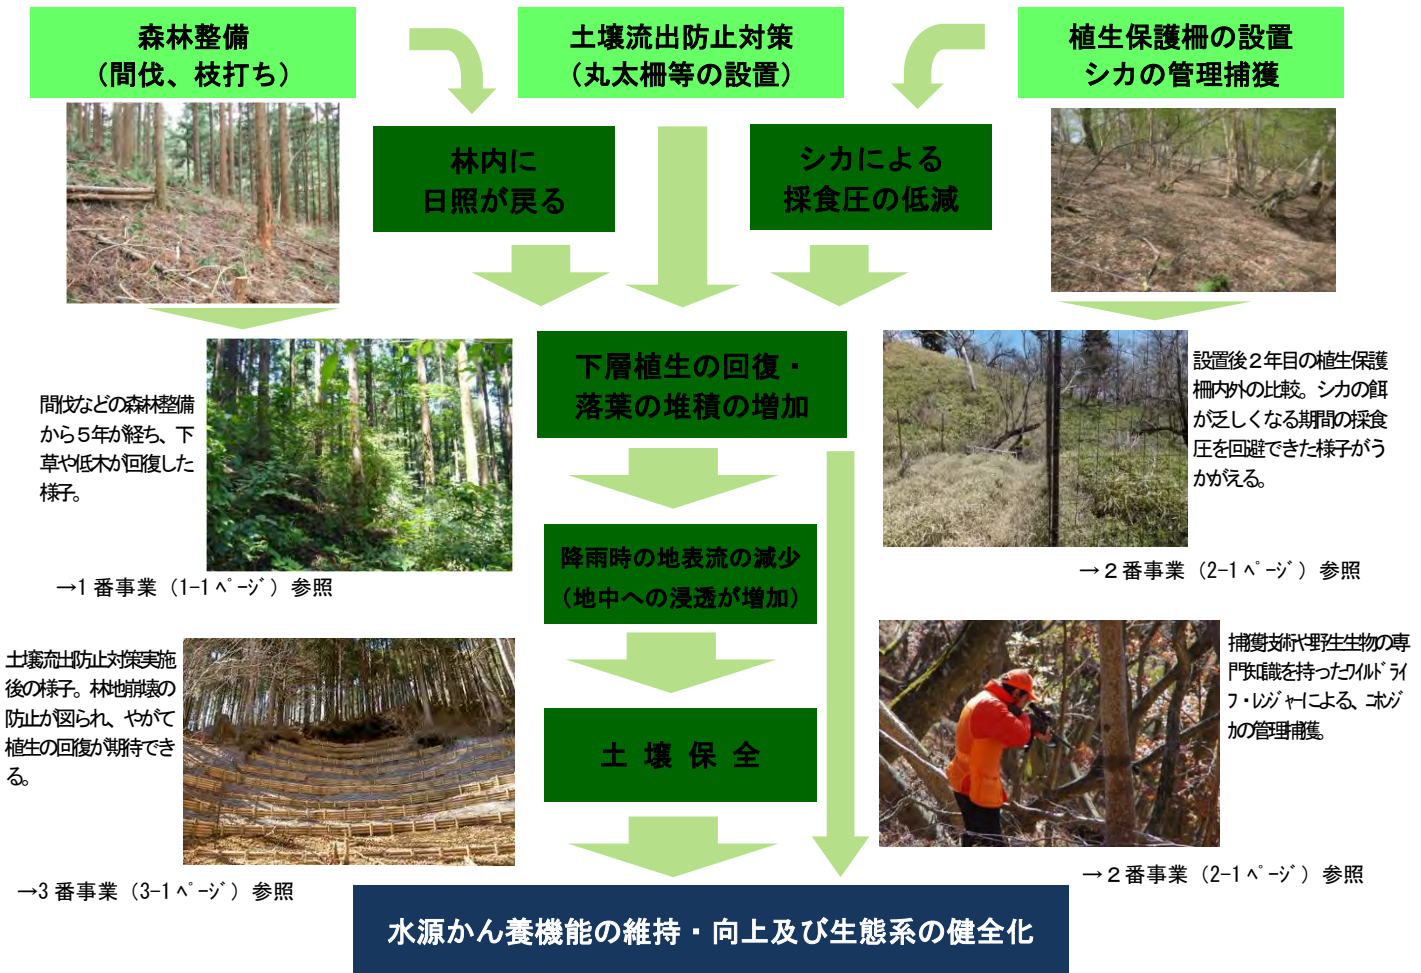 森林整備
（間伐、枝打ち）
土壌流出防止対策
（丸太柵等の設置）
植生保護柵の設置
シカの管理捕獲
林内に
日照が戻る
シカによる
採食圧の低減
下層植生の回復・
落葉の堆積の増加
間伐などの森林整備
から５年が経ち、下
草や低木が回復した
様子。
→1 番事業（1-1 ﾍﾟｰｼﾞ）参照
設置後２年目の植生保護
柵内外の比較。シカの餌
が乏しくなる期間の採食
圧を回避できた様子がう
かがえる。
→２番事業（2-1 ﾍﾟｰｼﾞ）参照
降雨時の地表流の減少
（地中への浸透が増加）
土壌流出防止対策実施
後の様子。林地崩壊の
防止が図られ、やがて
植生の回復が期待でき
る。
→3 番事業（3-1 ﾍﾟｰｼﾞ）参照
土 壌 保 全
捕獲技術や野生生物の専
門知識を持ったﾜｲﾙﾄﾞﾗｲ
ﾌ・ﾚﾝｼﾞｬｰによる、ﾆﾎﾝｼﾞ
ｶの管理捕獲。
→２番事業（2-1 ﾍﾟｰｼﾞ）参照
水源かん養機能の維持・向上及び生態系の健全化